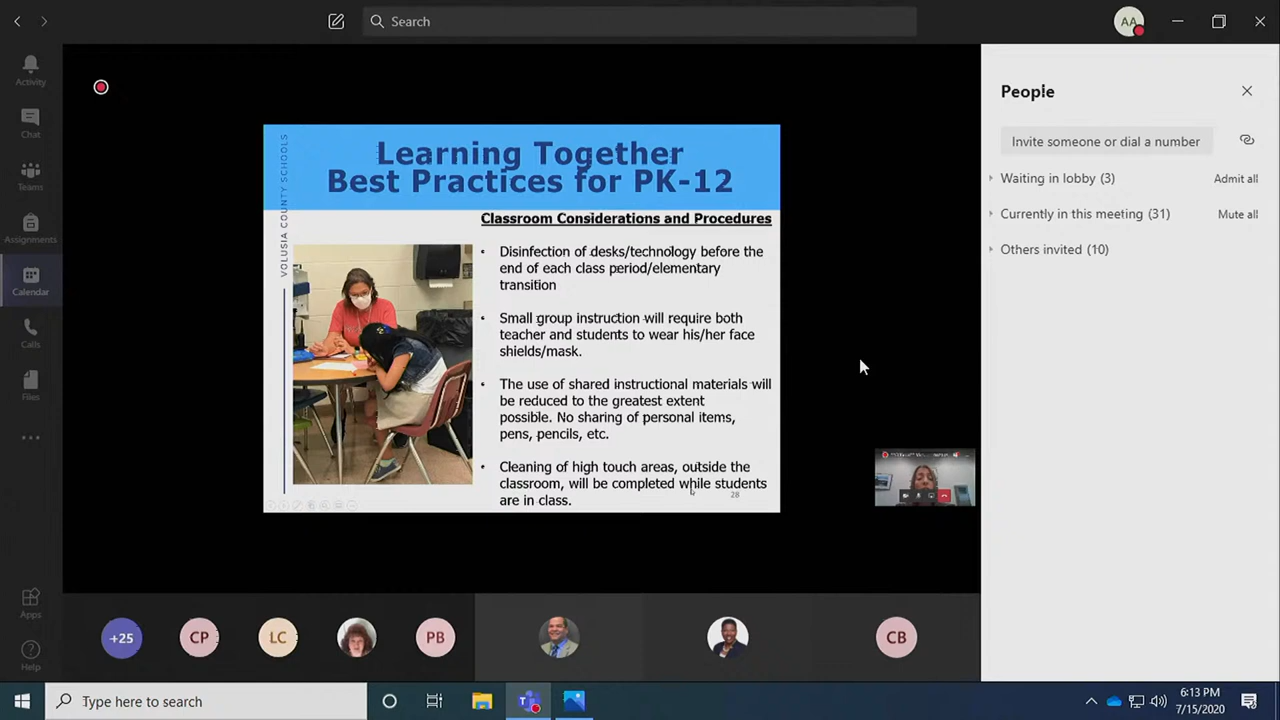 Search
AA
Activity
Chat
Teams
Assignments
Calendar
Calls
Files
Apps
Help
VOLUSIA COUNTY SCHOOLS
Learning Together
Best Practices for PK-12
Classroom Considerations and Procedures
• Disinfection of desks/technology before the
end of each class period/elementary
transition
• Small group instruction will require both
teacher and students to wear his/her face
shields/mask.
• The use of shared instructional materials will
be reduced to the greatest extent
possible. No sharing of personal items,
pens, pencils, etc.
• Cleaning of high touch areas, outside the
classroom, will be completed while students
are in class.
28
People
Invite someone or dial a number
Waiting in lobby (3)
Admit all
Currently in this meeting (31)
Mute all
Others invited (10)
+25
CP
LC
PB
CB
Type here to search
6:13 PM
7/15/2020